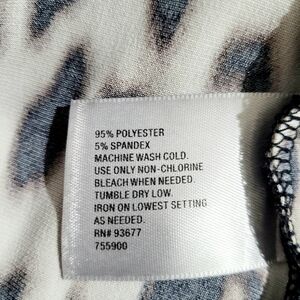 95% POLYESTER
5% SPANDEX
MACHINE WASH COLD.
USE ONLY NON-CHLORINE
BLEACH WHEN NEEDED.
TUMBLE DRY LOW.
IRON ON LOWEST SETTING
AS NEEDED.
RN# 93677
755900